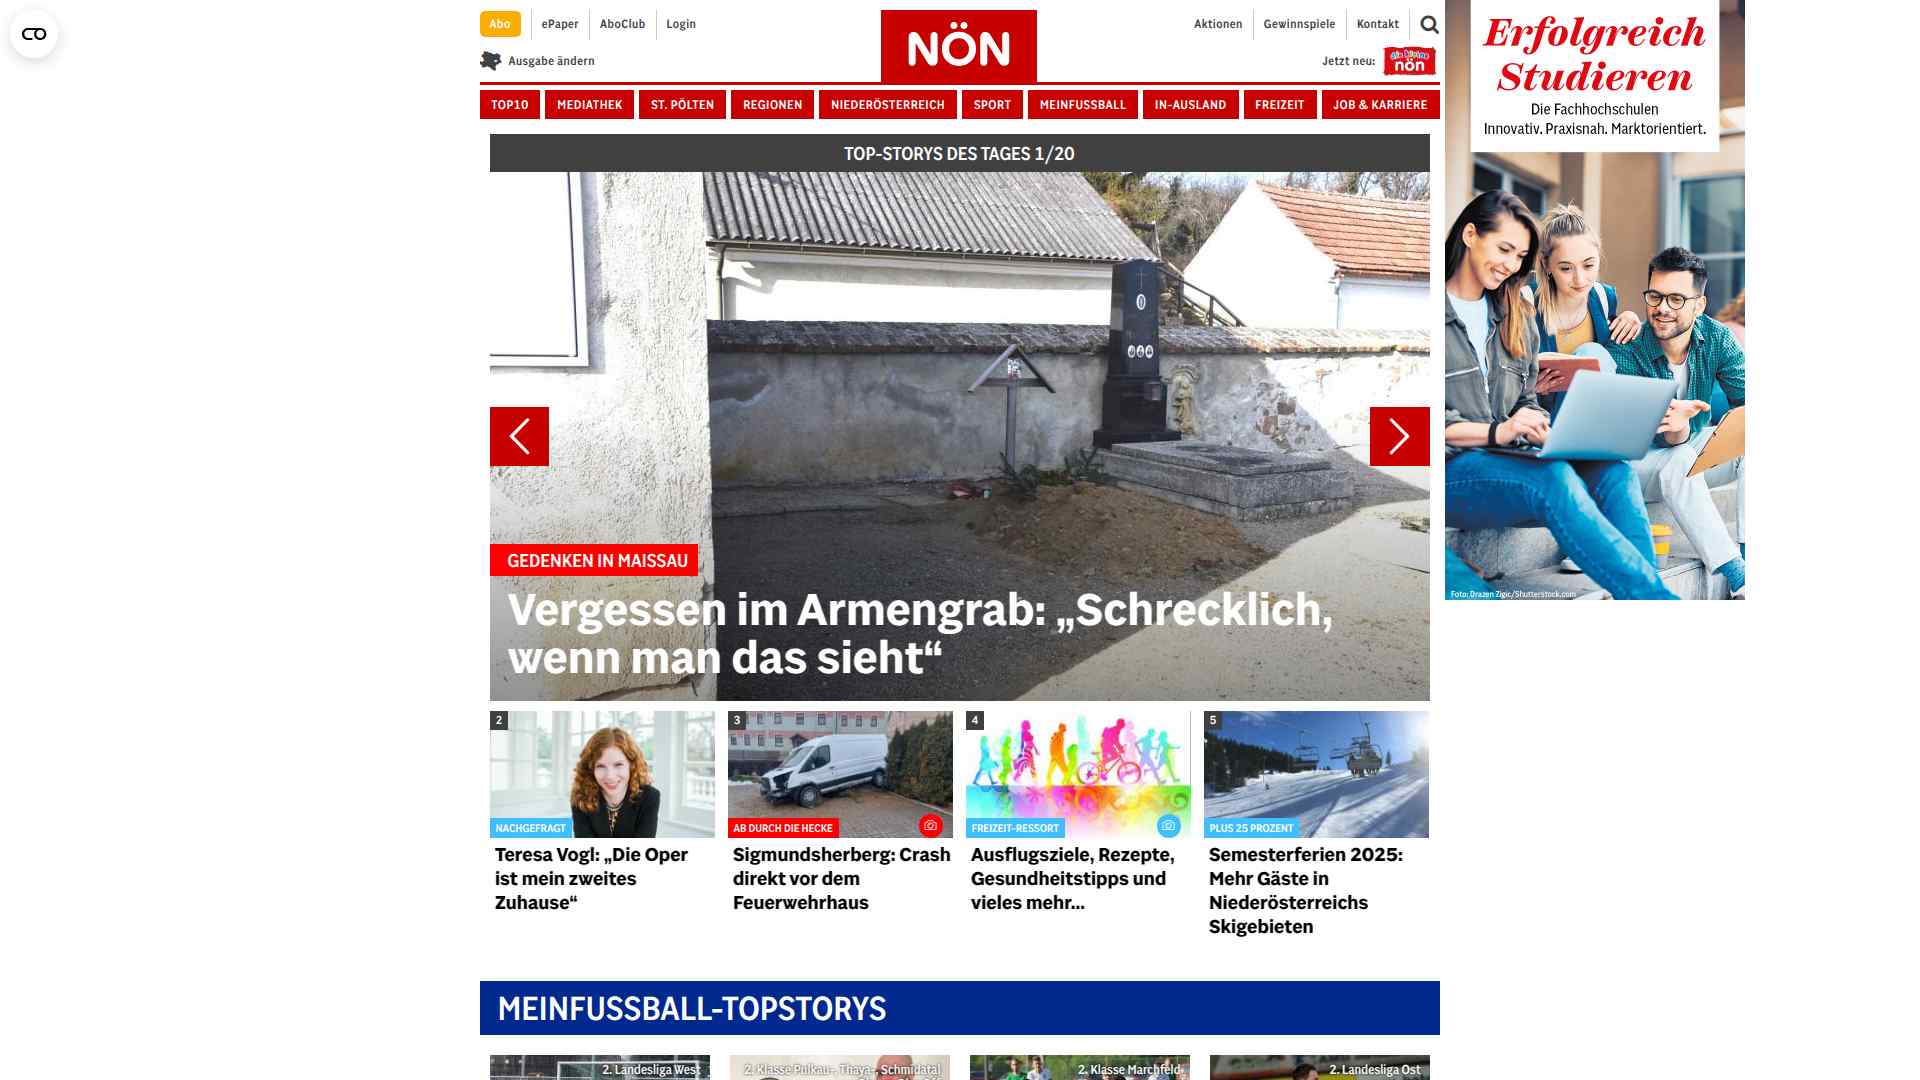 Abo
ePaper
AboClub
Login
NÖN
Aktionen
Gewinnspiele
Kontakt
Ausgabe ändern
Jetzt neu:
nön
TOP10
MEDIATHEK
ST. PÖLTEN
REGIONEN
NIEDERÖSTERREICH
SPORT
MEINFUSSBALL
IN-AUSLAND
FREIZEIT
JOB & KARRIERE
Erfolgreich
Studieren
Die Fachhochschulen
Innovativ. Praxisnah. Marktorientiert.
Foto: Drazen Zigic/Shutterstock.com
TOP-STORYS DES TAGES 1/20
GEDENKEN IN MAISSAU
Vergessen im Armengrab: „Schrecklich,
wenn man das sieht“
2
NACHGEFRAGT
Teresa Vogl: „Die Oper
ist mein zweites
Zuhause“
3
AB DURCH DIE HECKE
Sigmundsherberg: Crash
direkt vor dem
Feuerwehrhaus
4
FREIZEIT-RESSORT
Ausflugsziele, Rezepte,
Gesundheitstipps und
vieles mehr...
5
PLUS 25 PROZENT
Semesterferien 2025:
Mehr Gäste in
Niederösterreichs
Skigebieten
MEINFUSSBALL-TOPSTORYS
2. Landesliga West
2. Klasse Pulkau-, Thaya-, Schmidatal
2. Klasse Marchfeld
2. Landesliga Ost